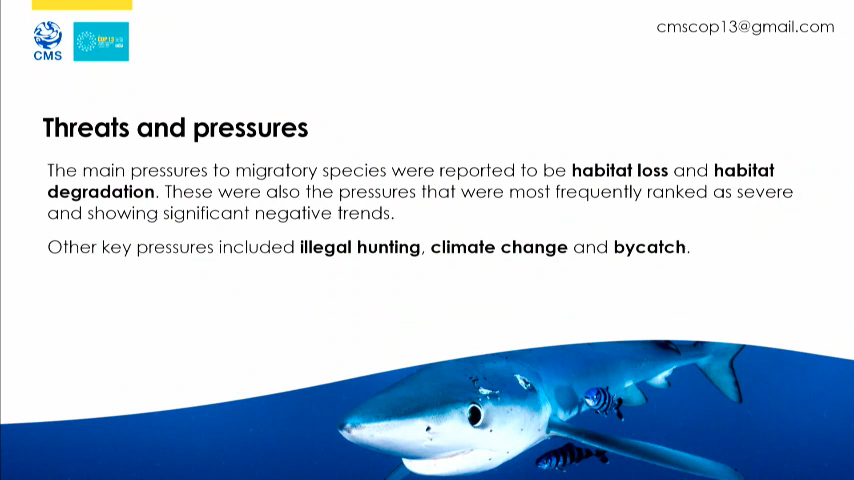 cmscop13@gmail.com
CMS
COP 13
Threats and pressures
The main pressures to migratory species were reported to be habitat loss and habitat
degradation. These were also the pressures that were most frequently ranked as severe
and showing significant negative trends.
Other key pressures included illegal hunting, climate change and bycatch.